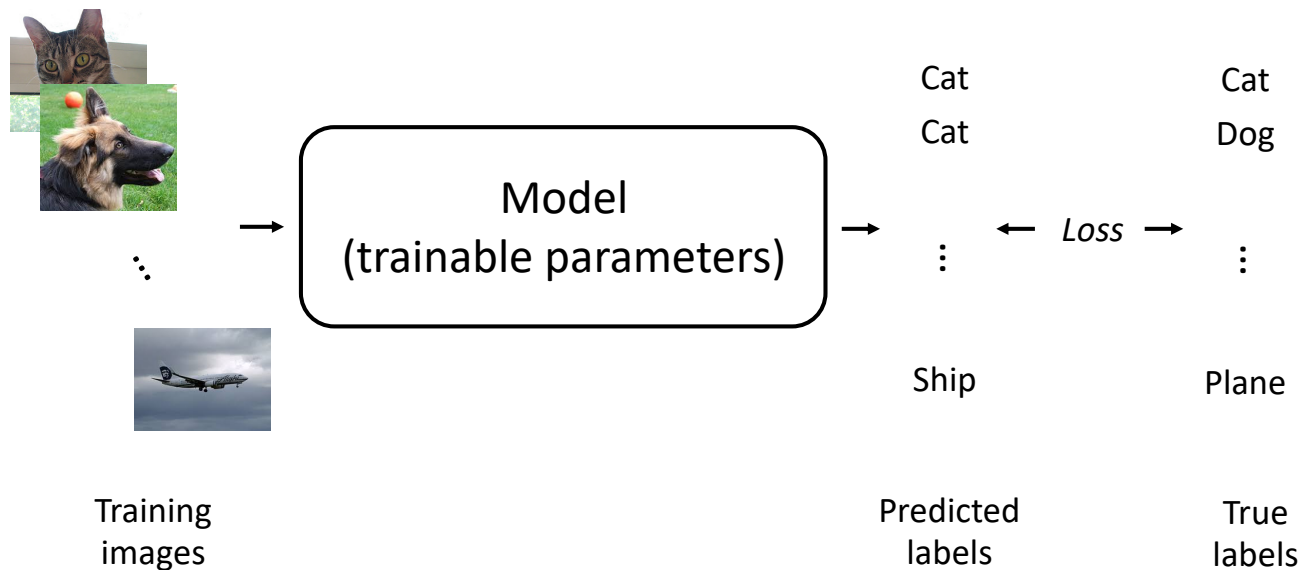 Cat
Cat
Cat
Dog
Model
(trainable parameters)
Loss
⋮
⋮
⋱
Ship
Plane
Training
images
Predicted
labels
True
labels